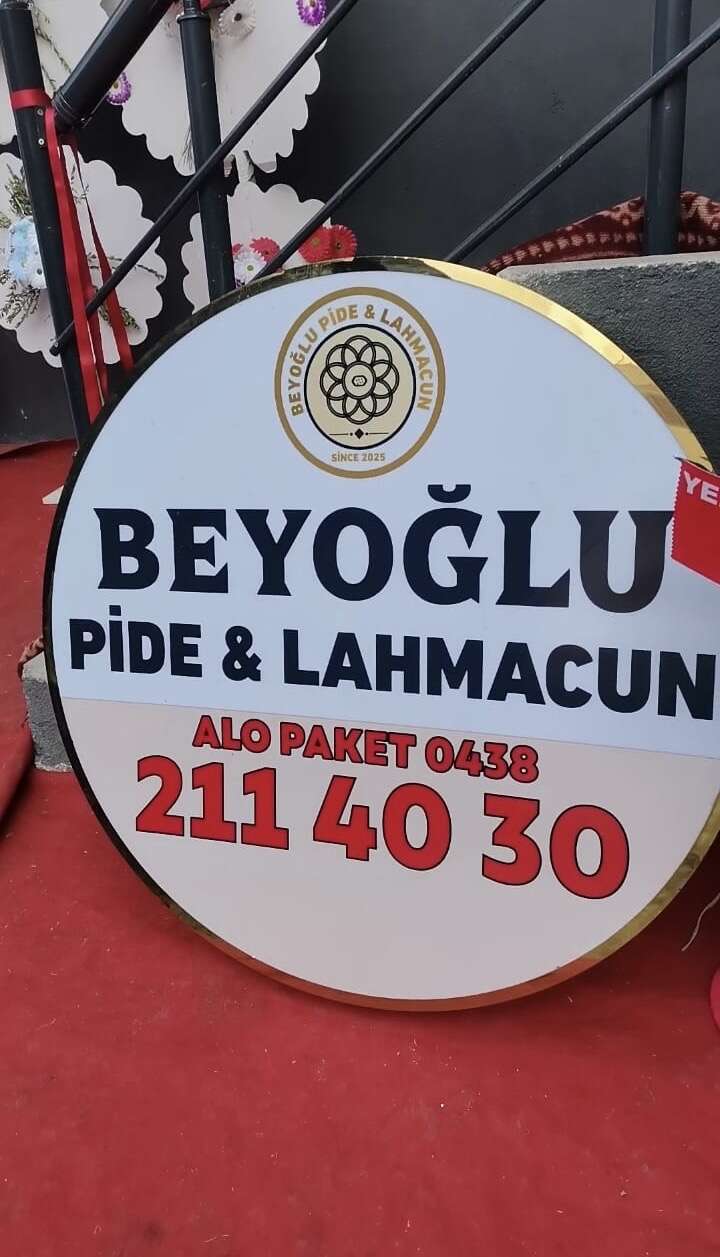 BEYOĞLU PİDE & LAHMACUN
SİNCE 2025
BEYOĞLU
PİDE & LAHMACUN
ALO PAKET 0438
211 40 30